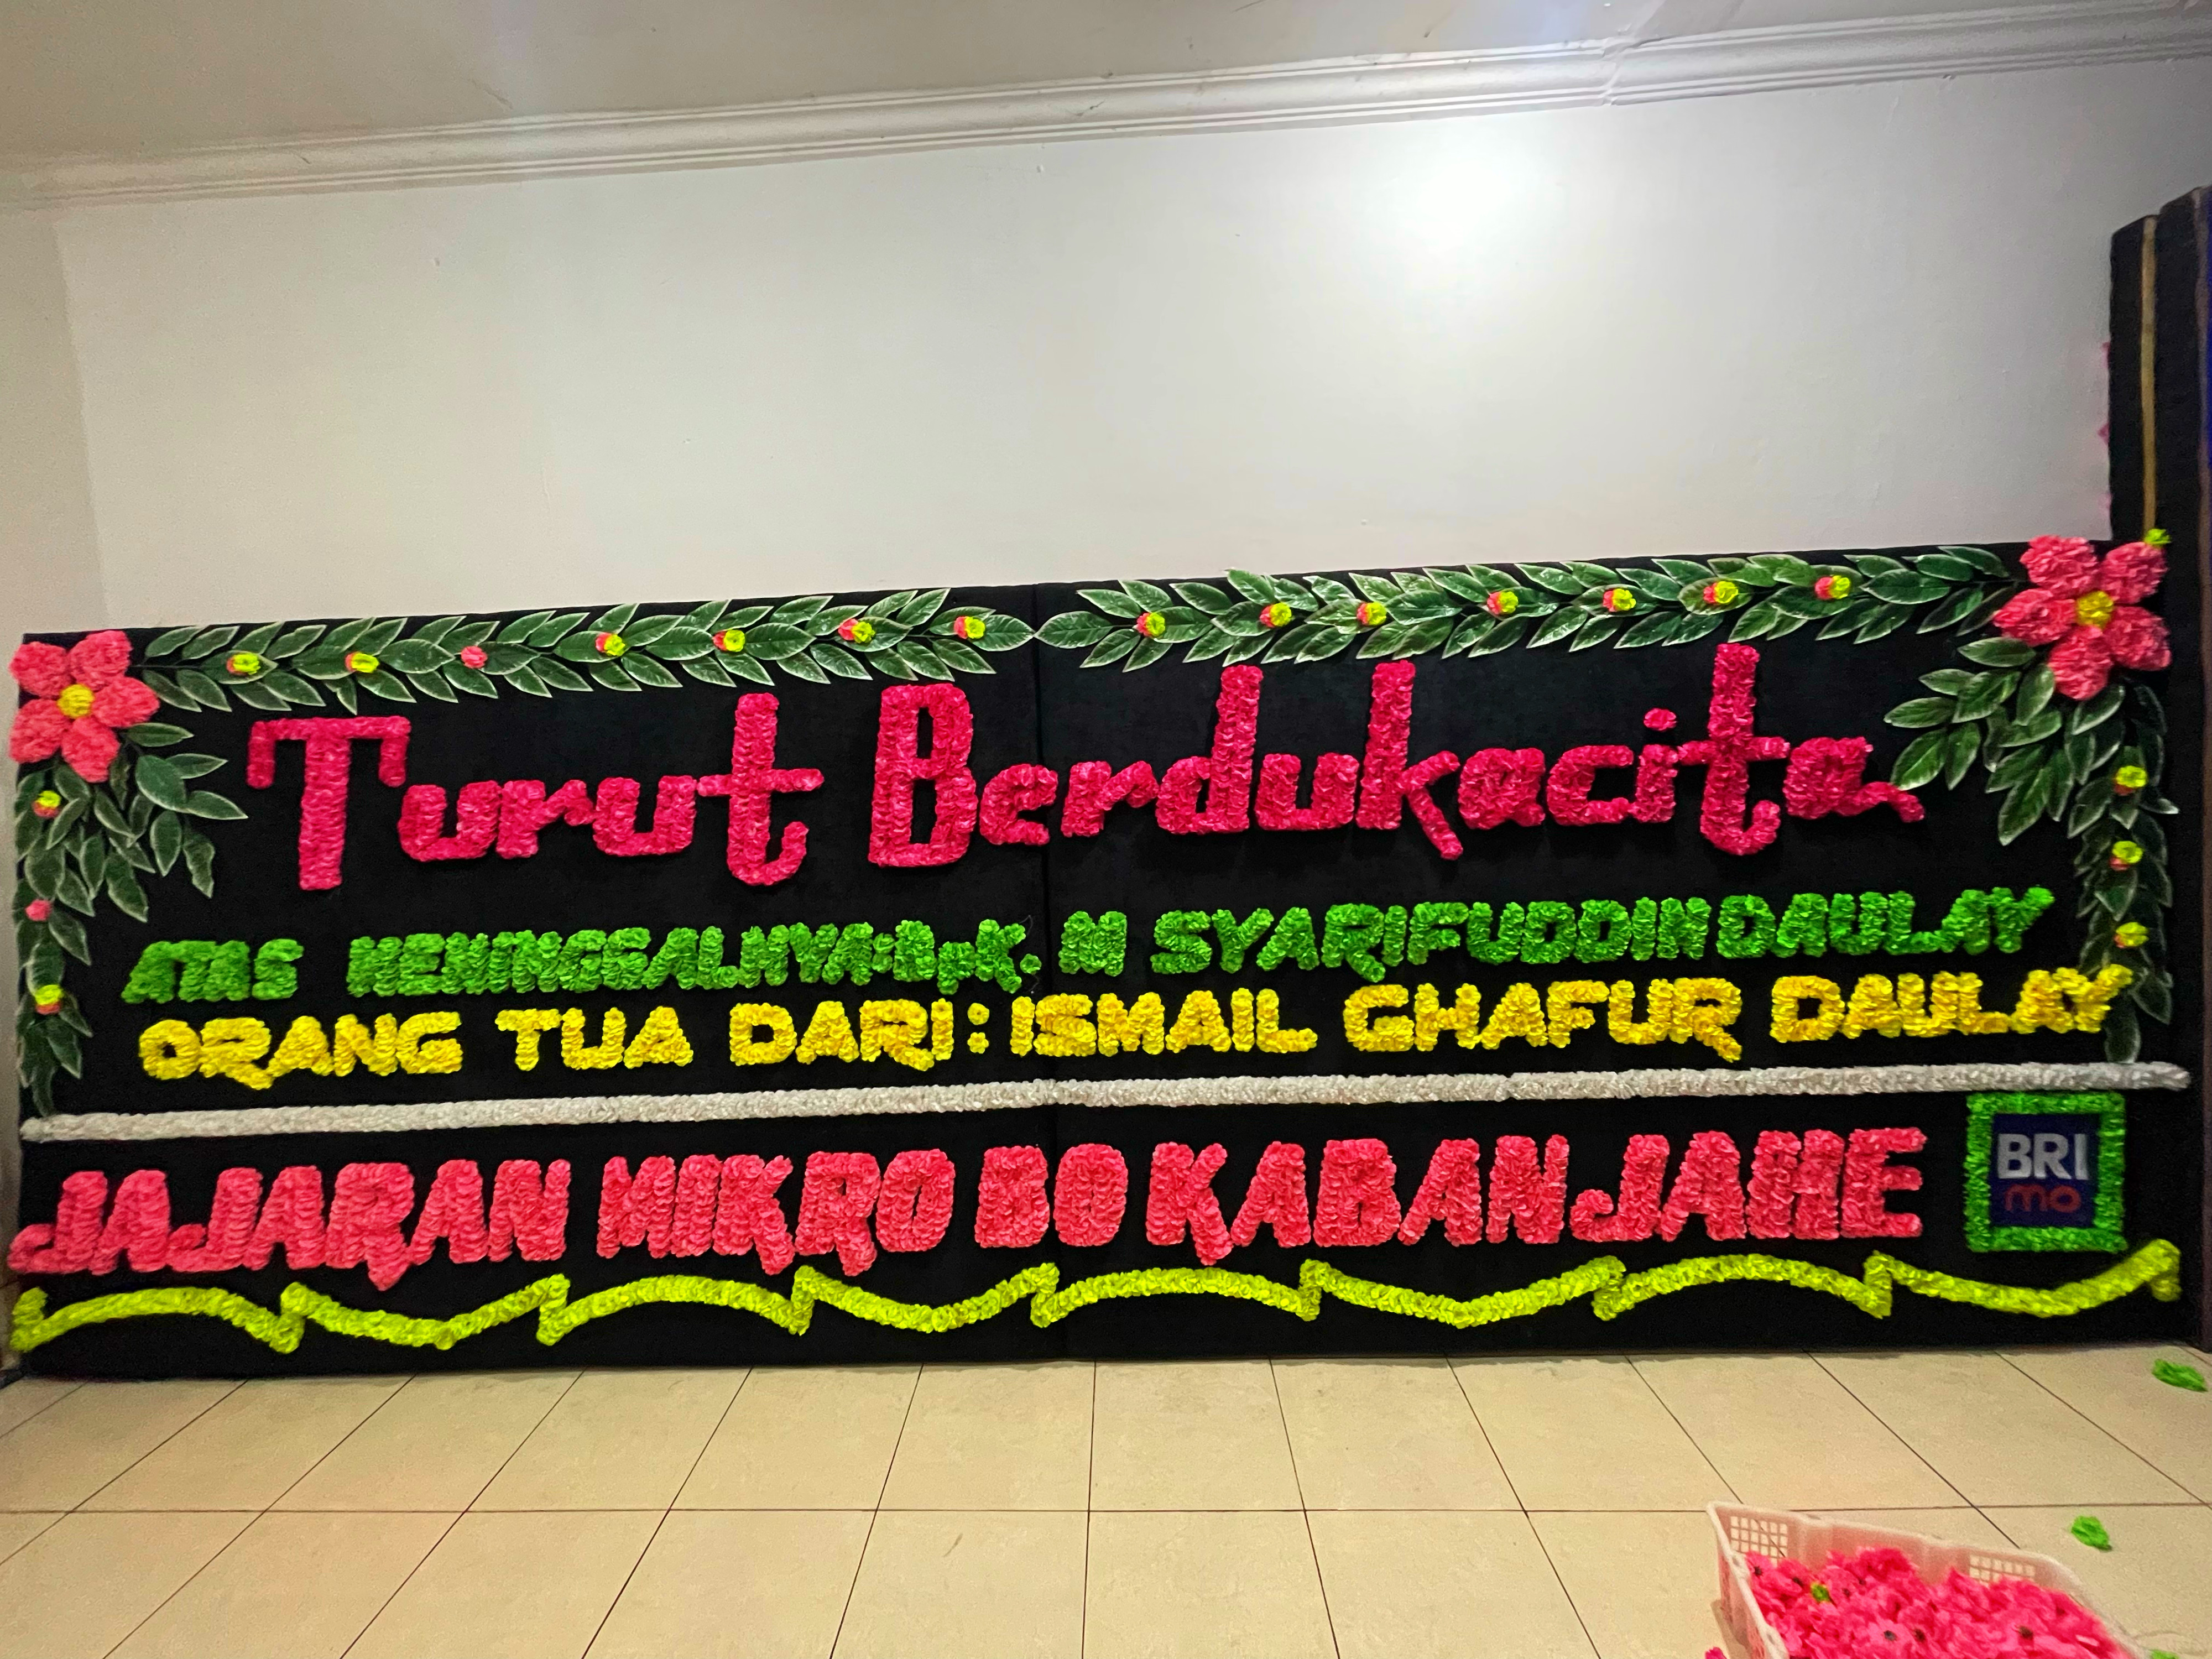 Turut Berdukacita
ATAS MENINGGALNYA:BpK. M SYARIFUDDIN DAULAY
ORANG TUA DARI : ISMAIL GHAFUR DAULAY
JAJARAN MIKRO BO KABANJAHE
BRI
mo